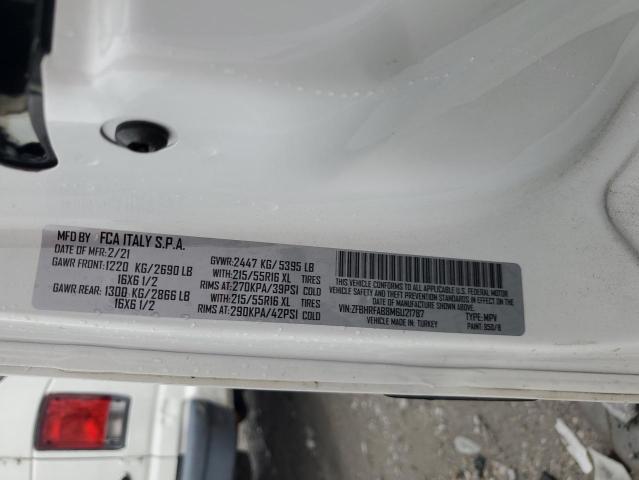 MFD BY FCA ITALY S.P.A.
DATE OF MFR: 2/21 GVWR: 2447 KG/5395 LB
GAWR FRONT: 1220 KG/2690 LB WITH: 215/55R16 XL TIRES
16X6 1/2 RIMS AT: 270KPA/39PSI COLD
GAWR REAR: 1300 KG/2866 LB WITH: 215/55R16 XL TIRES
16X6 1/2 RIMS AT: 290KPA/42PSI COLD
THIS VEHICLE CONFORMS TO ALL APPLICABLE U.S. FEDERAL MOTOR
VEHICLE SAFETY, BUMPER AND THEFT PREVENTION STANDARDS IN EFFECT ON THE
DATE OF MANUFACTURE SHOWN ABOVE.
VIN: ZFBHRFAB8M6U21787 TYPE: MPV
VEHICLE MADE IN: TURKEY PAINT: 950/B